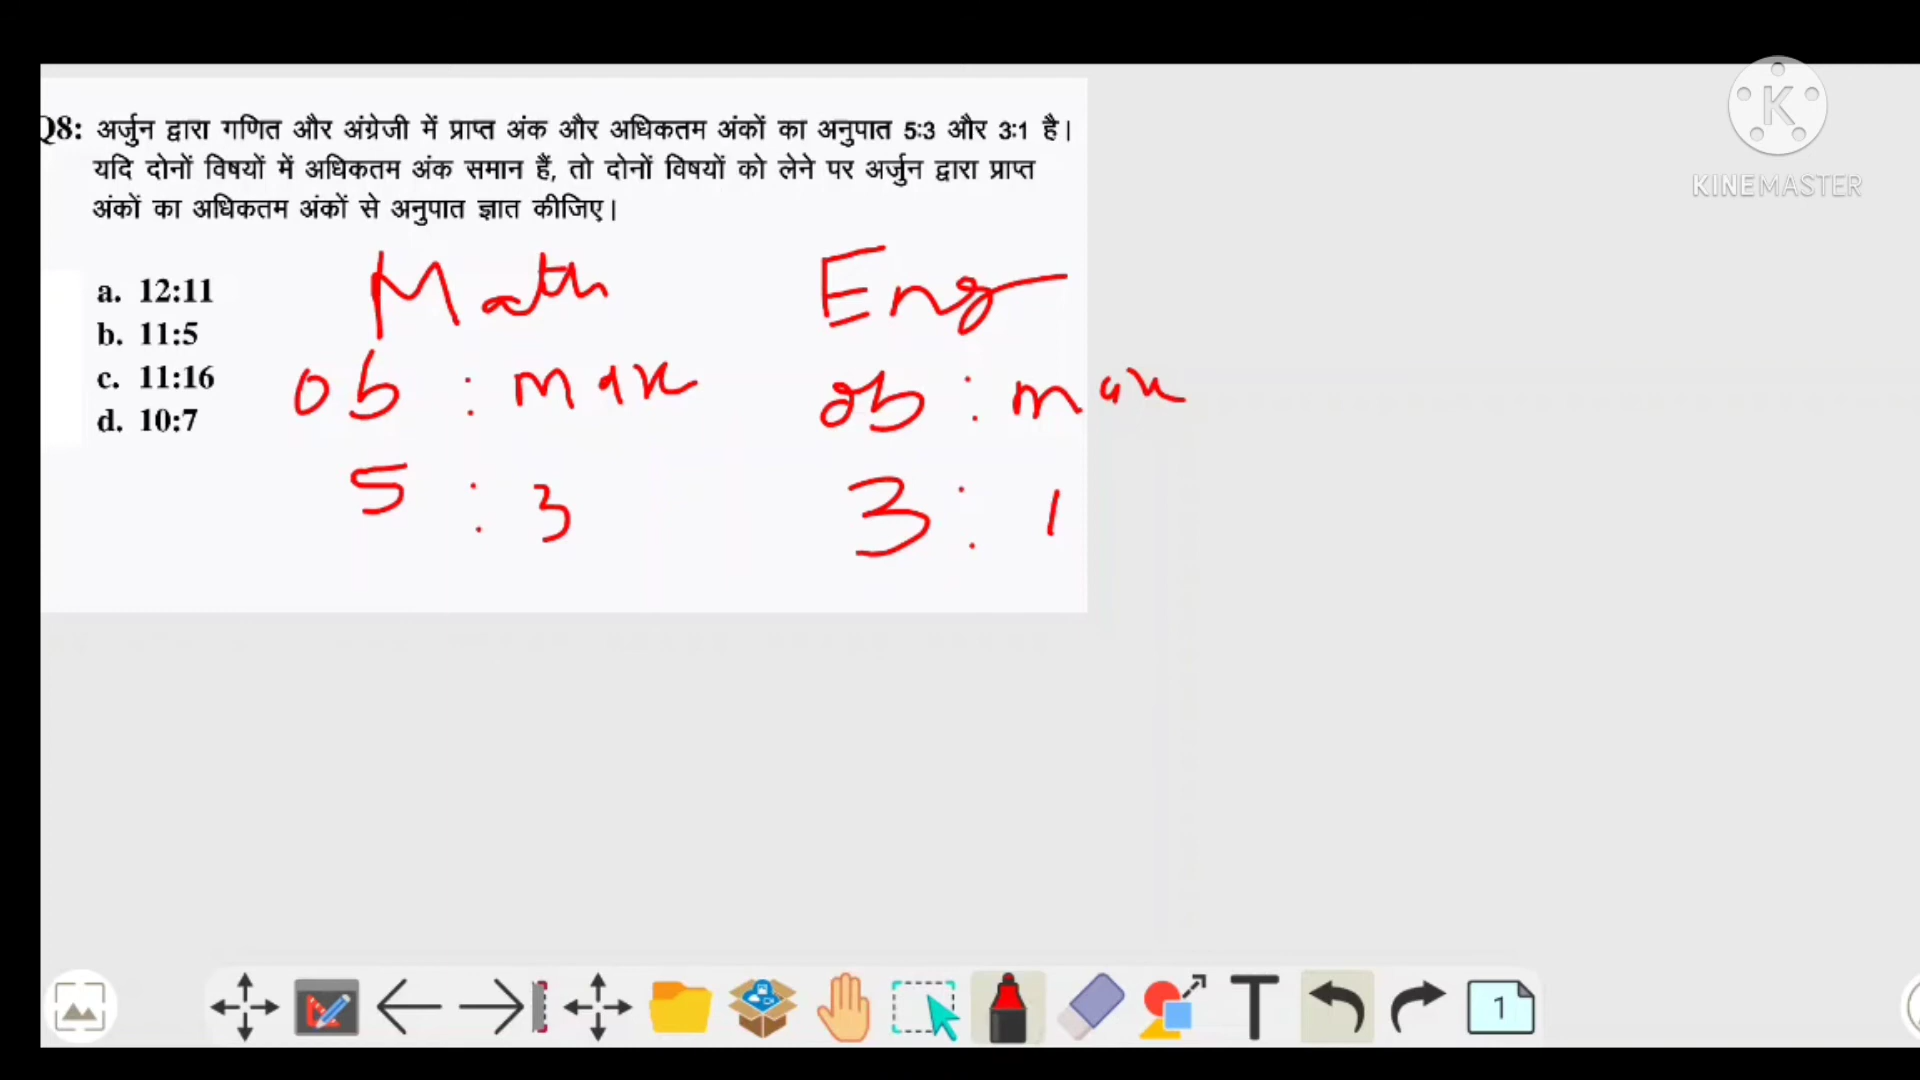 Q8: अर्जुन द्वारा गणित और अंग्रेजी में प्राप्त अंक और अधिकतम अंकों का अनुपात 5:3 और 3:1 है।
यदि दोनों विषयों में अधिकतम अंक समान हैं, तो दोनों विषयों को लेने पर अर्जुन द्वारा प्राप्त
अंकों का अधिकतम अंकों से अनुपात ज्ञात कीजिए।
a. 12:11
b. 11:5
c. 11:16
d. 10:7
Math Eng
ob : max ob : max
5 : 3 3 : 1
KINEMASTER
T 1